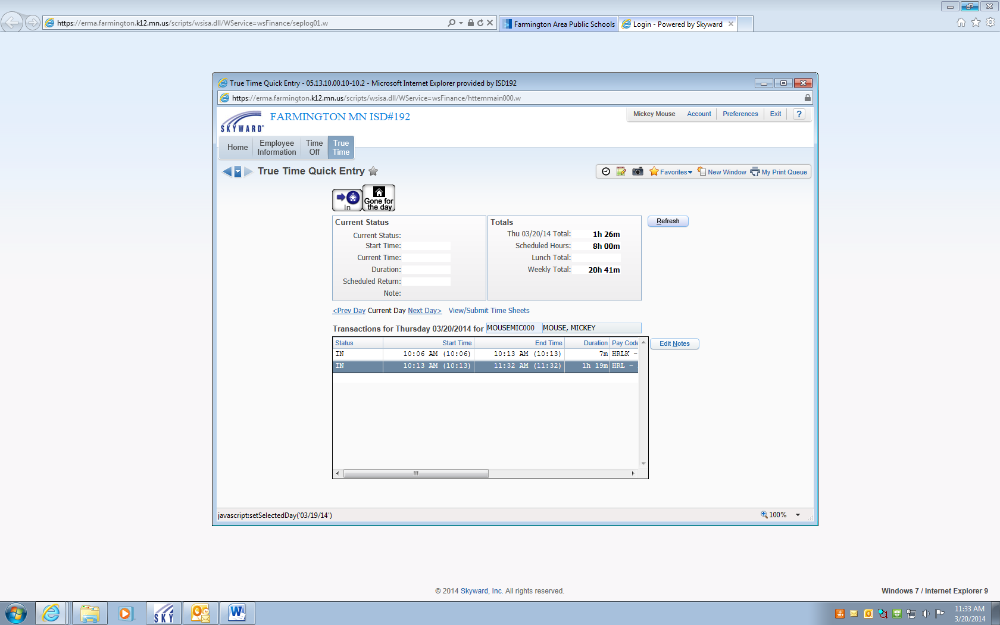 https://erma.farmington.k12.mn.us/scripts/wsisa.dll/WService=wsFinance/seplog01.w
Farmington Area Public Schools
Login - Powered by Skyward
True Time Quick Entry - 05.13.10.00.10-10.2 - Microsoft Internet Explorer provided by ISD192
https://erma.farmington.k12.mn.us/scripts/wsisa.dll/WService=wsFinance/httemmain000.w
SKYWARD
FARMINGTON MN ISD#192
Mickey Mouse Account Preferences Exit ?
Home
Employee Information
Time Off
True Time
True Time Quick Entry
Favorites New Window My Print Queue
In
Gone for the day
Current Status
Current Status:
Start Time:
Current Time:
Duration:
Scheduled Return:
Note:
Totals
Thu 03/20/14 Total: 1h 26m
Scheduled Hours: 8h 00m
Lunch Total:
Weekly Total: 20h 41m
Refresh
<Prev Day Current Day Next Day> View/Submit Time Sheets
Transactions for Thursday 03/20/2014 for MOUSEMIC000 MOUSE, MICKEY
Status Start Time End Time Duration Pay Code
IN 10:06 AM (10:06) 10:13 AM (10:13) 7m HRLK -
IN 10:13 AM (10:13) 11:32 AM (11:32) 1h 19m HRL -
Edit Notes
javascript:setSelectedDay('03/19/14')
100%
© 2014 Skyward, Inc. All rights reserved.
Windows 7 / Internet Explorer 9
SKY
11:33 AM
3/20/2014